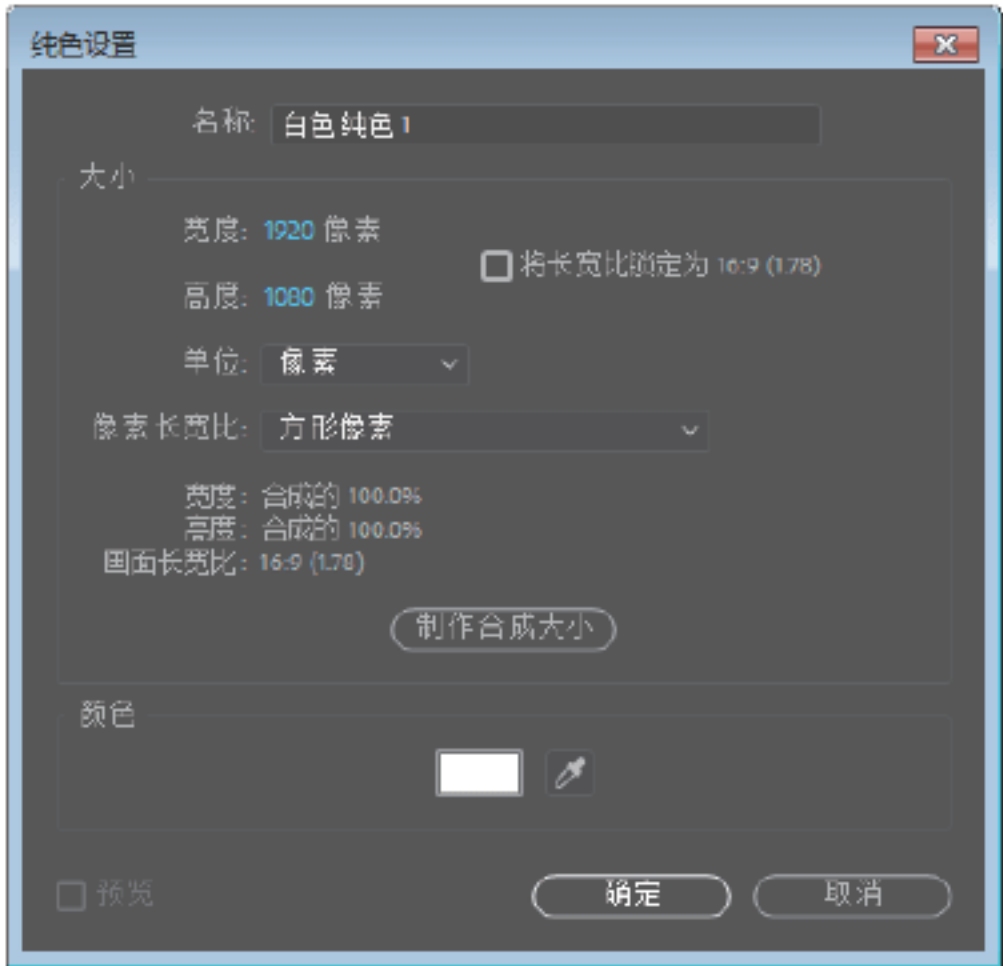 纯色设置
名称: 白色 纯色 1
大小
宽度: 1920 像素
将长宽比锁定为 16:9 (1.78)
高度: 1080 像素
单位: 像素
像素长宽比: 方形像素
宽度: 合成的 100.0%
高度: 合成的 100.0%
画面长宽比: 16:9 (1.78)
制作合成大小
颜色
预览
确定
取消